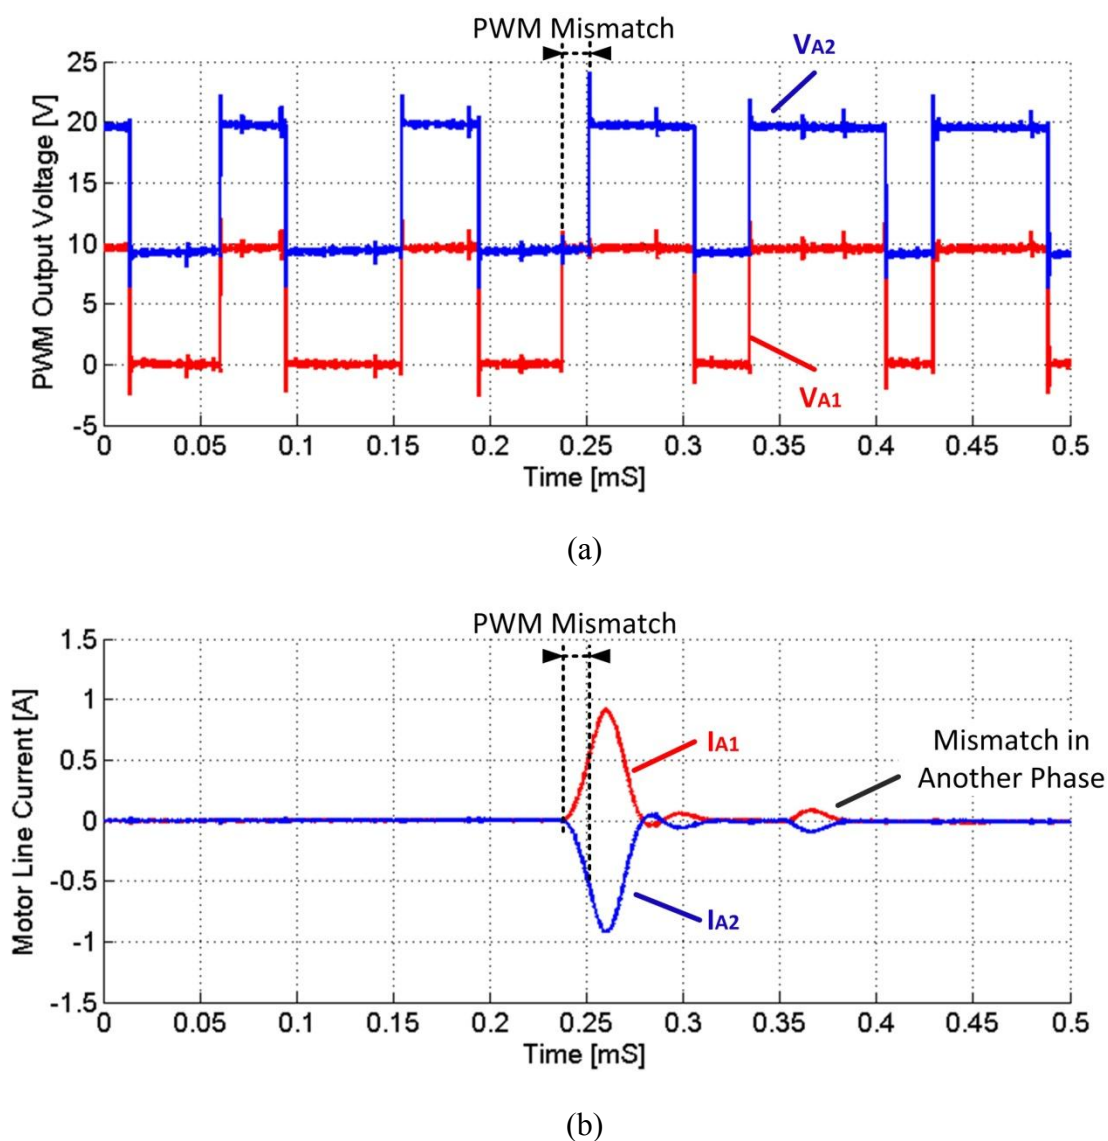 PWM Mismatch
VA2
25
20
15
10
5
0
-5
PWM Output Voltage [V]
VA1
0 0.05 0.1 0.15 0.2 0.25 0.3 0.35 0.4 0.45 0.5
Time [mS]
(a)
PWM Mismatch
1.5
1
0.5
0
-0.5
-1
-1.5
Motor Line Current [A]
IA1
Mismatch in
Another Phase
IA2
0 0.05 0.1 0.15 0.2 0.25 0.3 0.35 0.4 0.45 0.5
Time [mS]
(b)